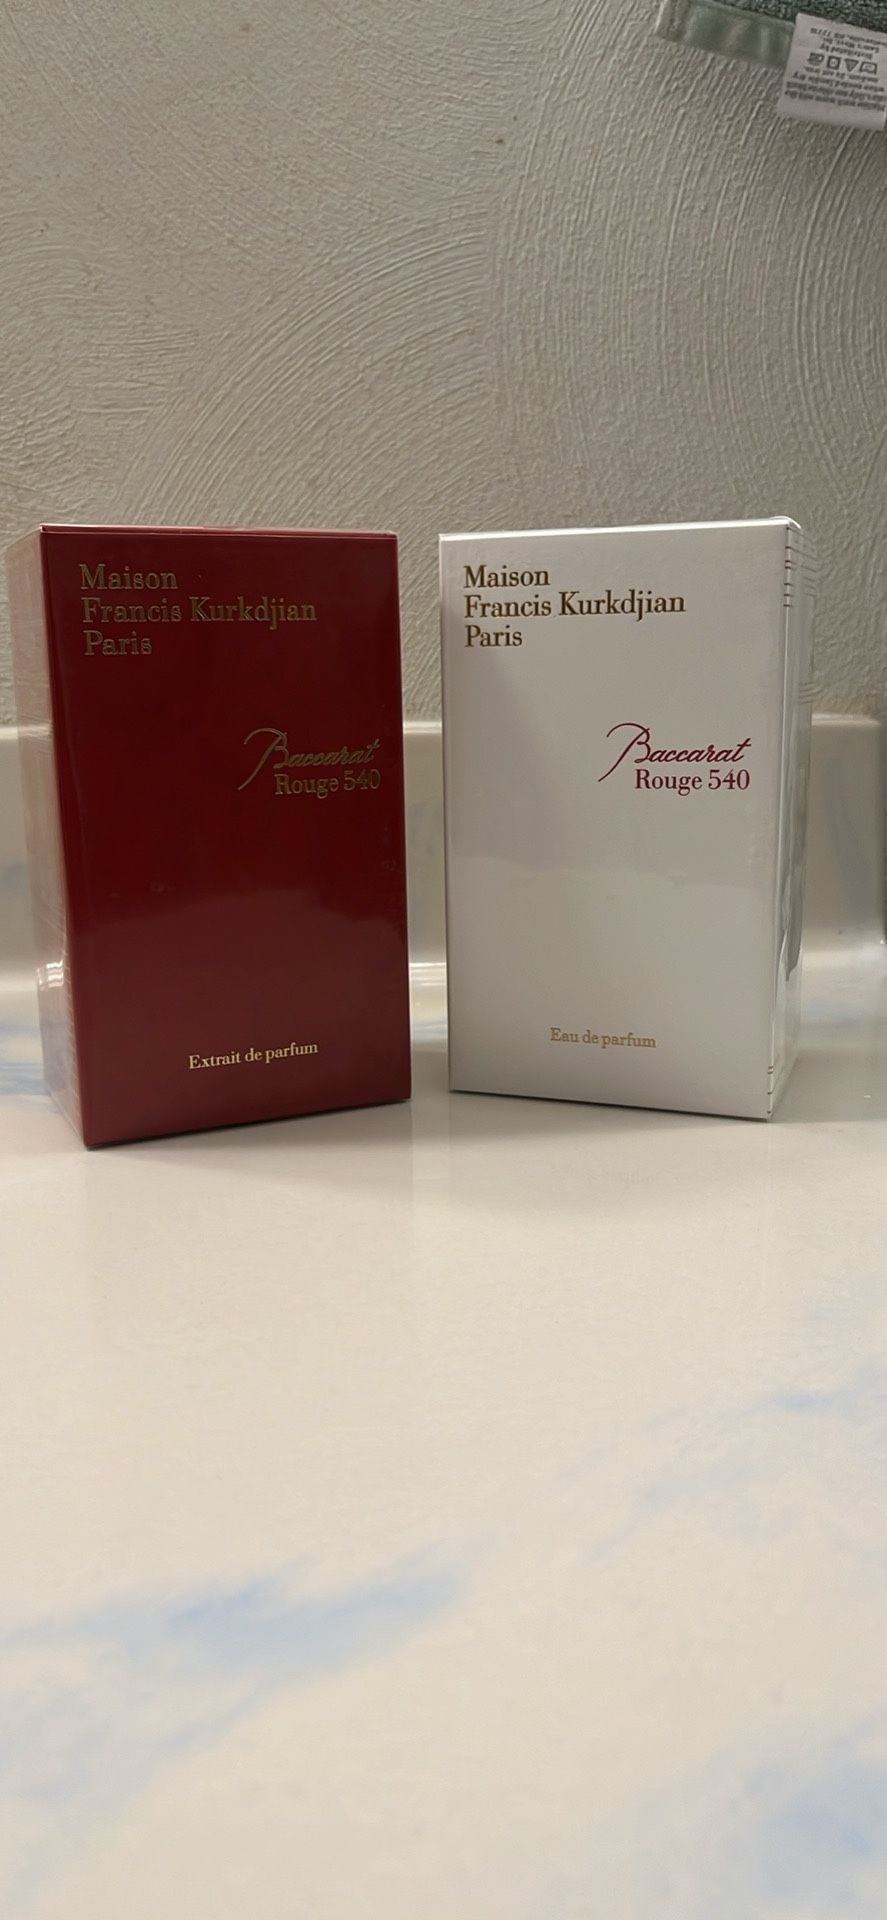 Maison
Francis Kurkdjian
Paris
Baccarat
Rouge 540
Extrait de parfum
Maison
Francis Kurkdjian
Paris
Baccarat
Rouge 540
Eau de parfum